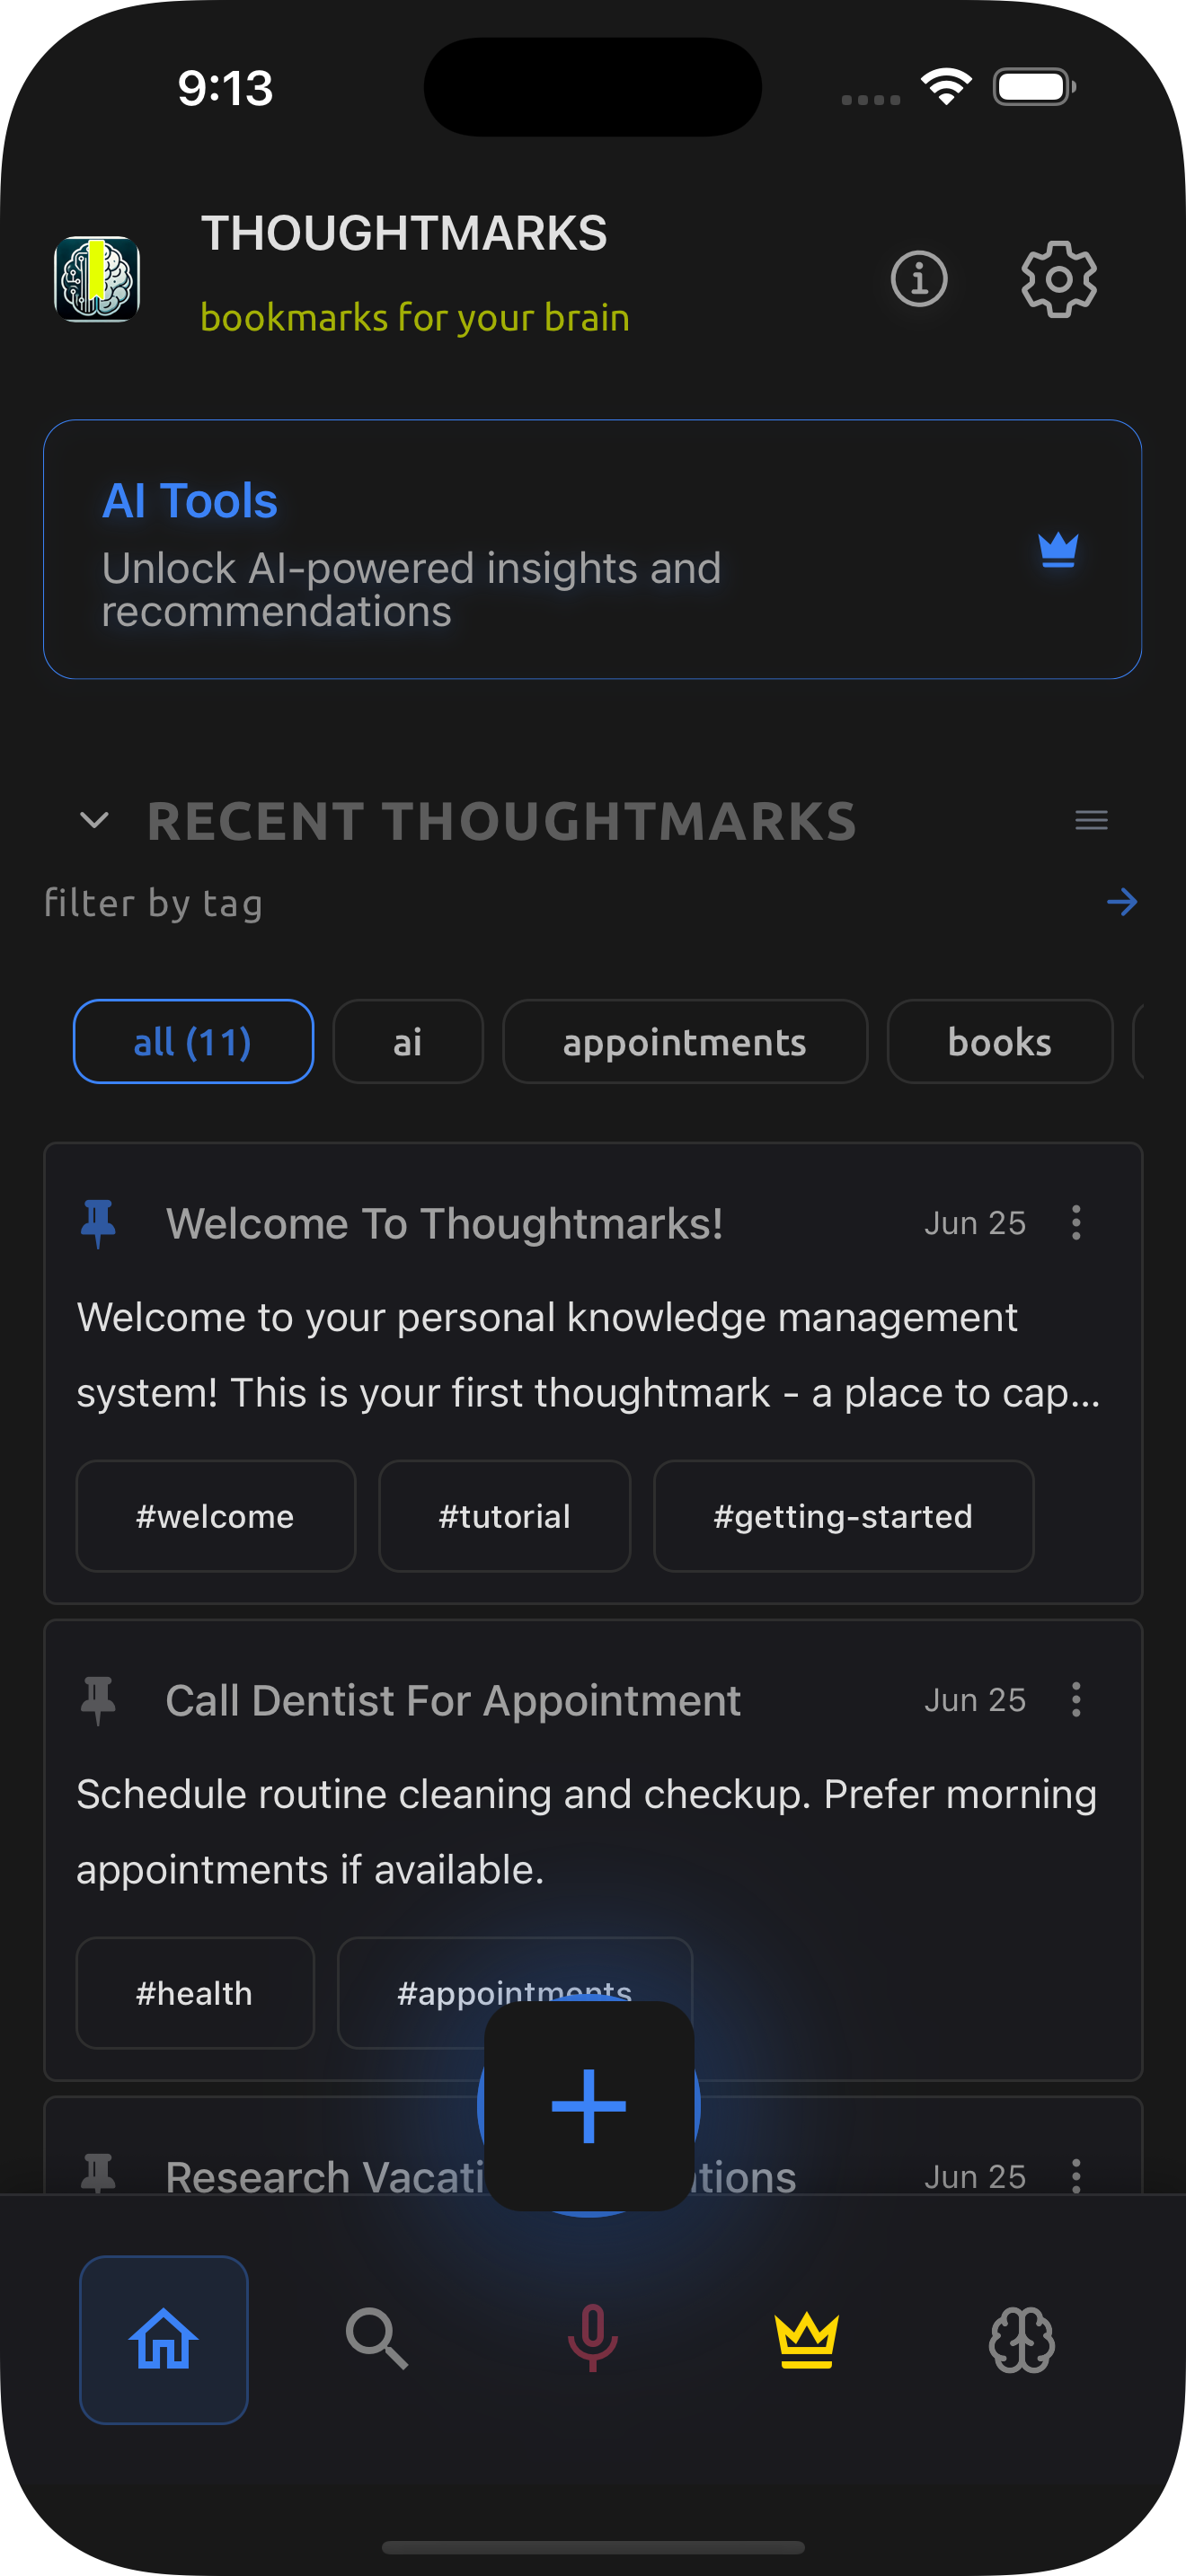 9:13
THOUGHTMARKS
bookmarks for your brain
AI Tools
Unlock AI-powered insights and
recommendations
RECENT THOUGHTMARKS
filter by tag
all (11)
ai
appointments
books
Welcome To Thoughtmarks!
Jun 25
Welcome to your personal knowledge management
system! This is your first thoughtmark - a place to cap...
#welcome
#tutorial
#getting-started
Call Dentist For Appointment
Jun 25
Schedule routine cleaning and checkup. Prefer morning
appointments if available.
#health
#appointments
Research Vacati
tions
Jun 25